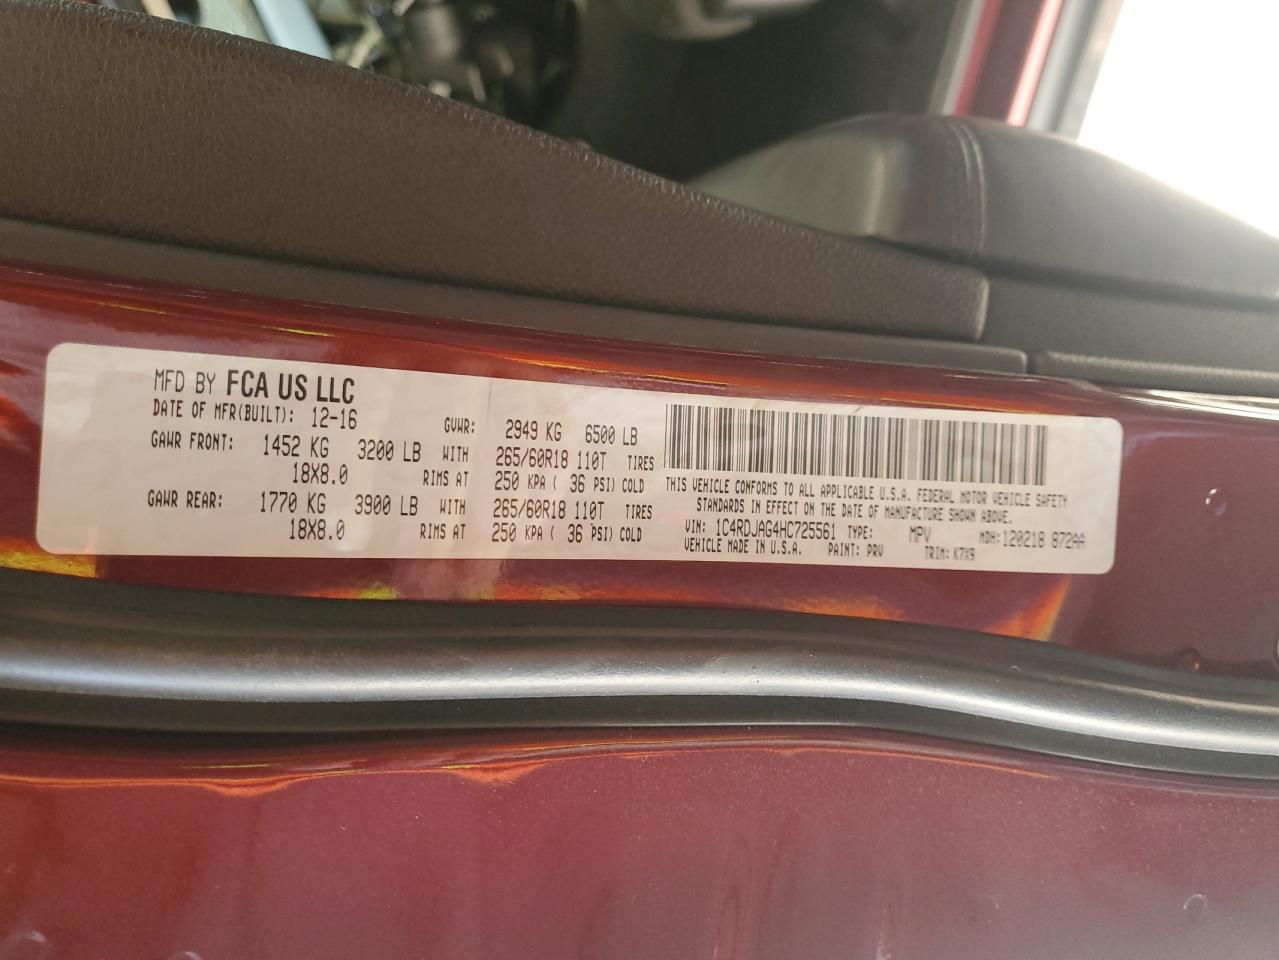 MFD BY FCA US LLC
DATE OF MFR(BUILT): 12-16 GVWR: 2949 KG 6500 LB
GAWR FRONT: 1452 KG 3200 LB WITH 265/60R18 110T TIRES
18X8.0 RIMS AT 250 KPA ( 36 PSI) COLD
GAWR REAR: 1770 KG 3900 LB WITH 265/60R18 110T TIRES
18X8.0 RIMS AT 250 KPA ( 36 PSI) COLD
THIS VEHICLE CONFORMS TO ALL APPLICABLE U.S.A. FEDERAL MOTOR VEHICLE SAFETY
STANDARDS IN EFFECT ON THE DATE OF MANUFACTURE SHOWN ABOVE.
VIN: 1C4RDJAG4HC725561 TYPE: MPV MDH: 120218 872AA
VEHICLE MADE IN U.S.A. PAINT: PRV TRIM: K7X9